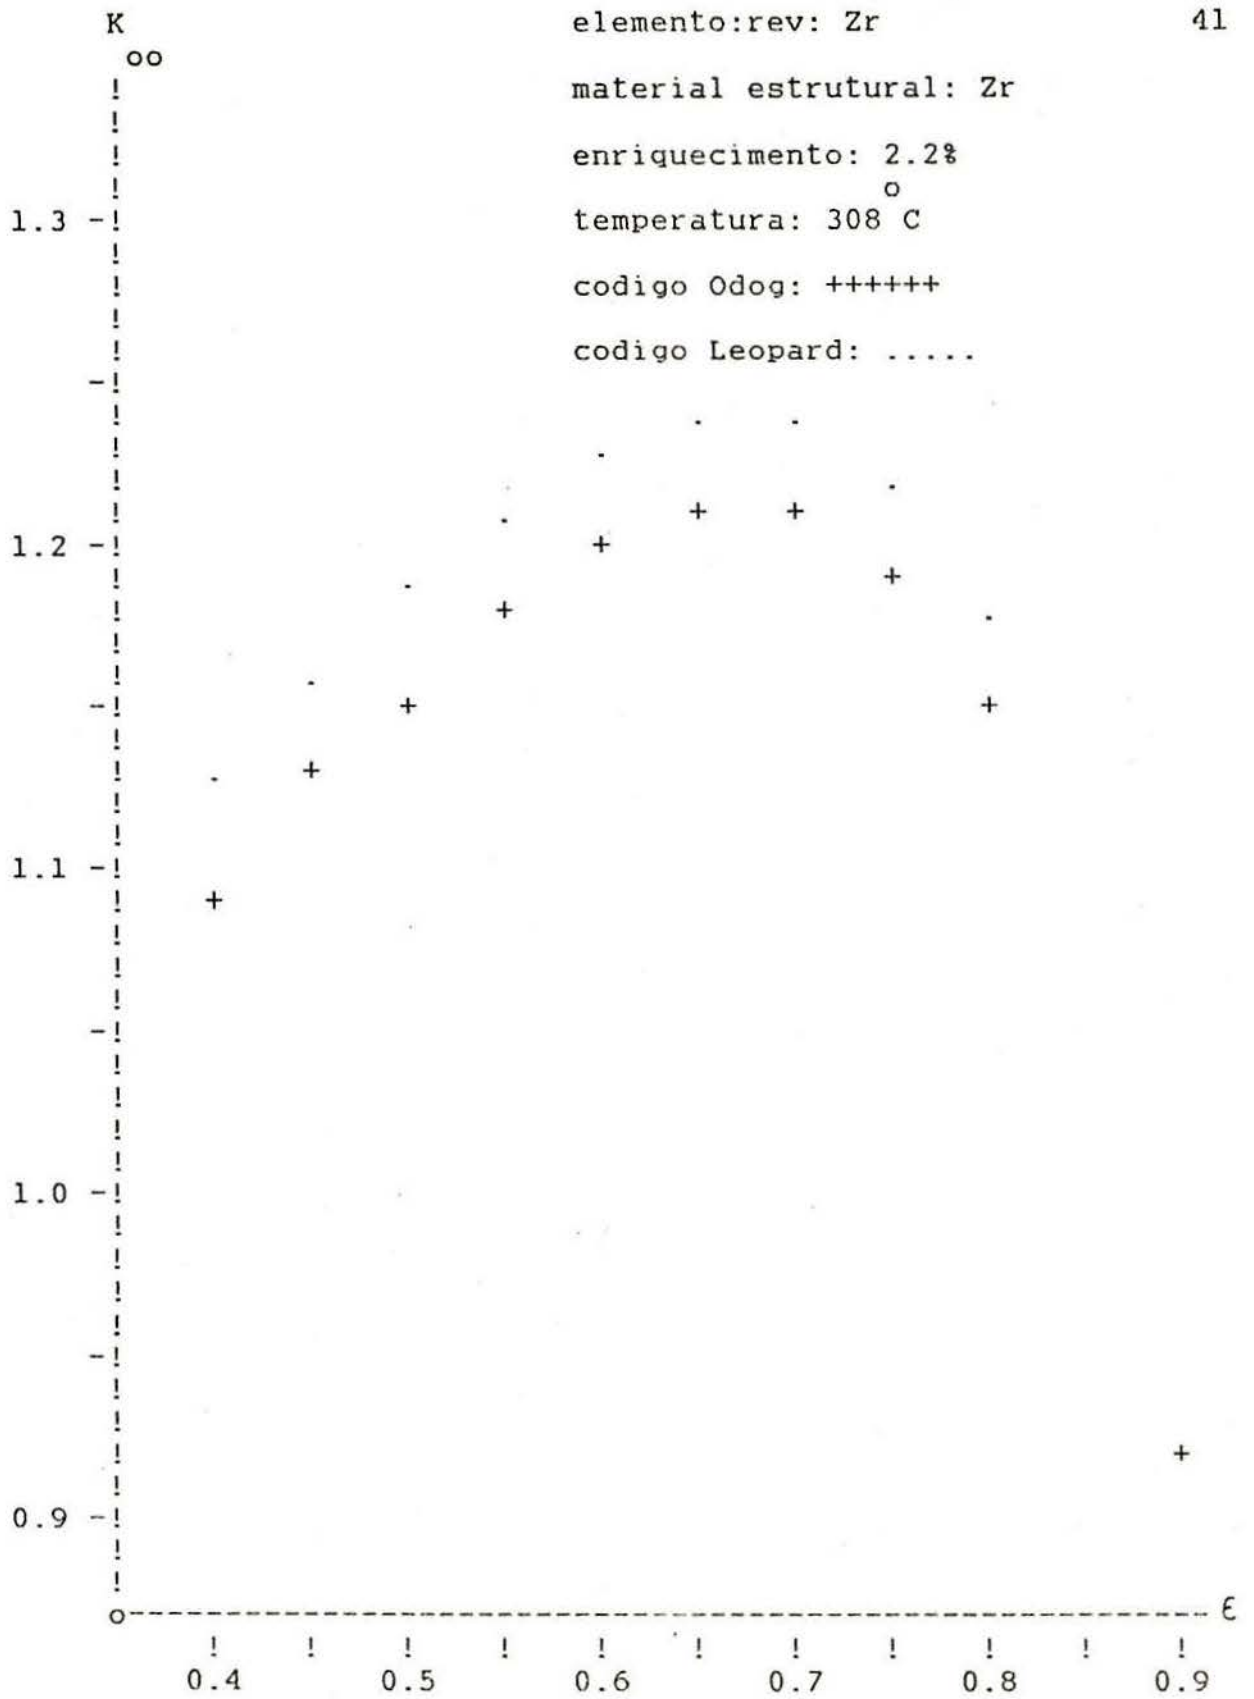 K elemento:rev: Zr 41
oo
material estrutural: Zr
enriquecimento: 2.2%
o
1.3 temperatura: 308 C
codigo Odog: ++++++
codigo Leopard: .....
1.2
1.1
1.0
0.9
o ε
0.4 0.5 0.6 0.7 0.8 0.9